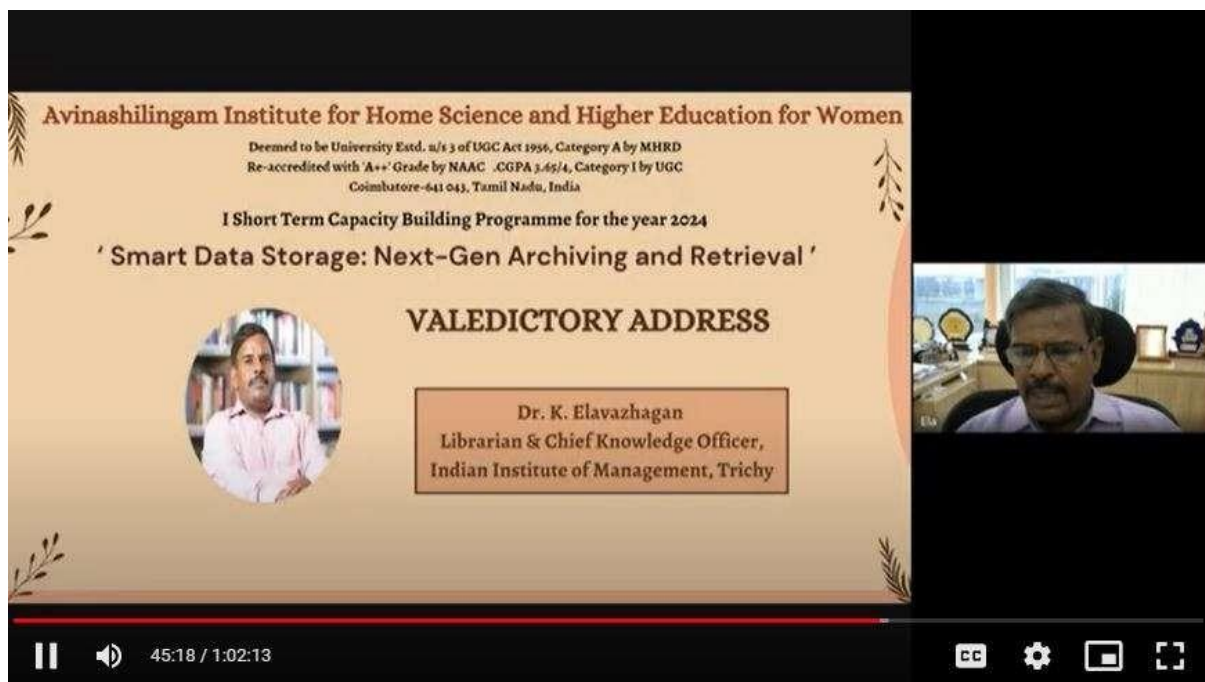 Avinashilingam Institute for Home Science and Higher Education for Women
Deemed to be University Estd. u/s 3 of UGC Act 1956, Category A by MHRD
Re-accredited with 'A++' Grade by NAAC .CGPA 3.65/4, Category I by UGC
Coimbatore-641 043, Tamil Nadu, India
I Short Term Capacity Building Programme for the year 2024
' Smart Data Storage: Next-Gen Archiving and Retrieval '
VALEDICTORY ADDRESS
Dr. K. Elavazhagan
Librarian & Chief Knowledge Officer,
Indian Institute of Management, Trichy
Ela
45:18 / 1:02:13
CC